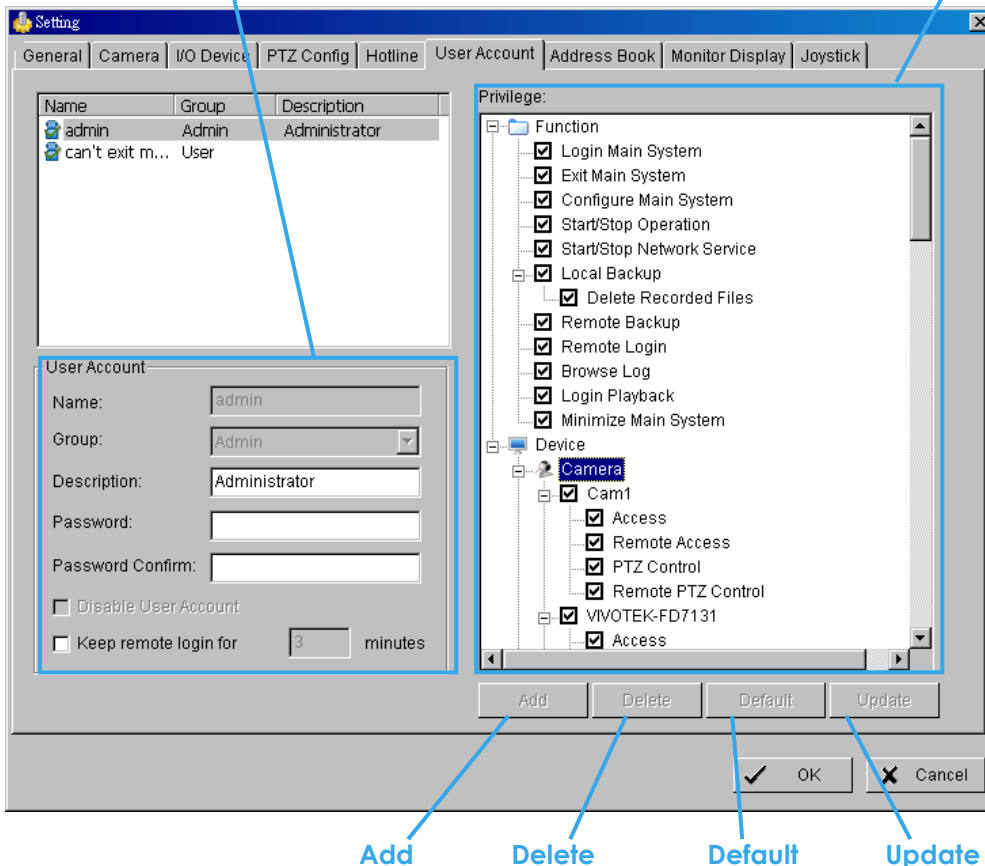 Setting
General Camera I/O Device PTZ Config Hotline User Account Address Book Monitor Display Joystick
Name Group Description
admin Admin Administrator
can't exit m... User
User Account
Name: admin
Group: Admin
Description: Administrator
Password:
Password Confirm:
Disable User Account
Keep remote login for 3 minutes
Privilege:
Function
Login Main System
Exit Main System
Configure Main System
Start/Stop Operation
Start/Stop Network Service
Local Backup
Delete Recorded Files
Remote Backup
Remote Login
Browse Log
Login Playback
Minimize Main System
Device
Camera
Cam1
Access
Remote Access
PTZ Control
Remote PTZ Control
VIVOTEK-FD7131
Access
Add Delete Default Update
OK Cancel
Add Delete Default Update